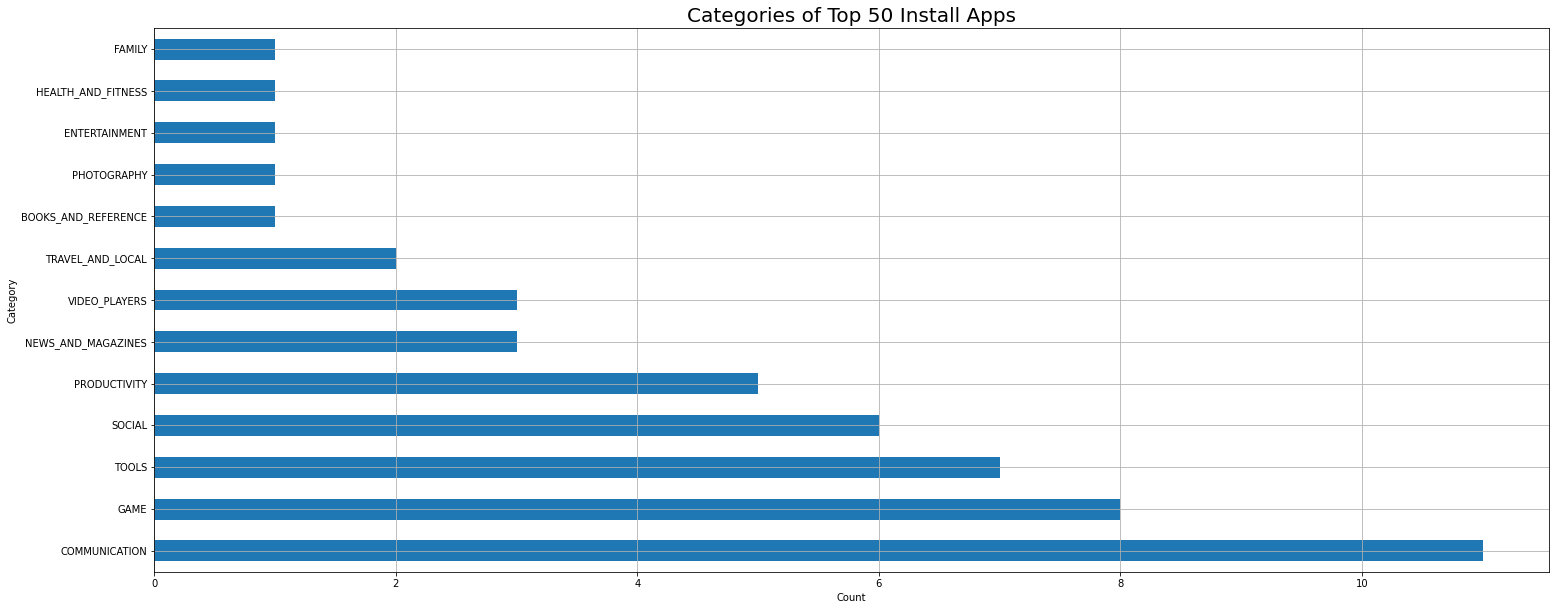 Categories of Top 50 Install Apps
FAMILY
HEALTH_AND_FITNESS
ENTERTAINMENT
PHOTOGRAPHY
BOOKS_AND_REFERENCE
TRAVEL_AND_LOCAL
VIDEO_PLAYERS
NEWS_AND_MAGAZINES
PRODUCTIVITY
SOCIAL
TOOLS
GAME
COMMUNICATION
Category
0 2 4 6 8 10
Count